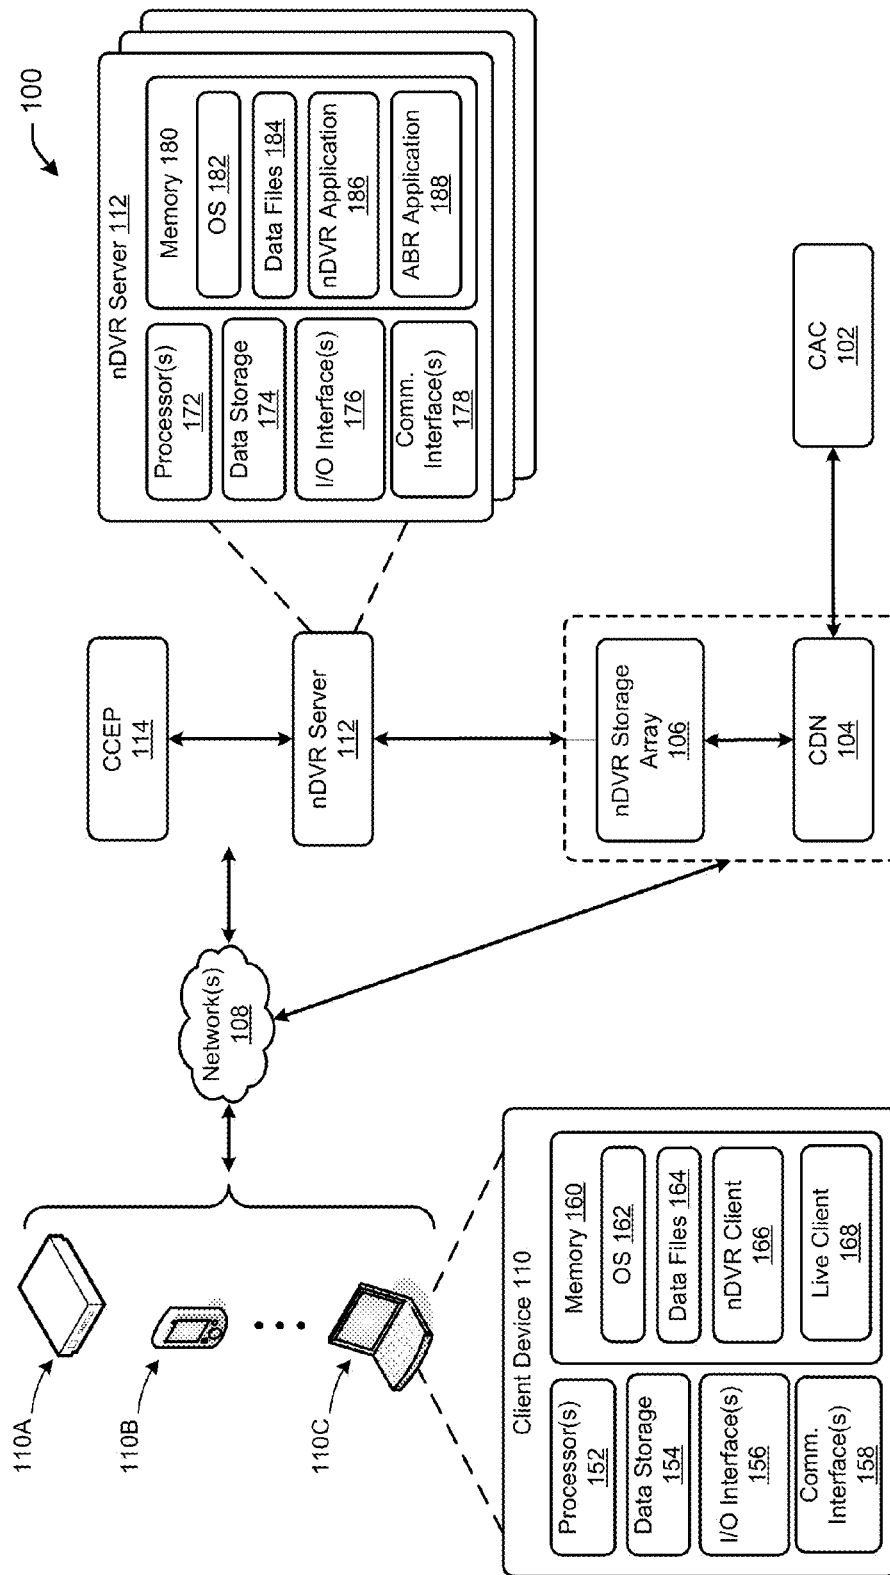 100
110A
110B
110C
Network(s)
108
CCEP
114
nDVR Server
112
nDVR Storage
Array
106
CDN
104
CAC
102
nDVR Server 112
Processor(s)
172
Data Storage
174
I/O Interface(s)
176
Comm.
Interface(s)
178
Memory 180
OS 182
Data Files 184
nDVR Application
186
ABR Application
188
Client Device 110
Processor(s)
152
Data Storage
154
I/O Interface(s)
156
Comm.
Interface(s)
158
Memory 160
OS 162
Data Files 164
nDVR Client
166
Live Client
168